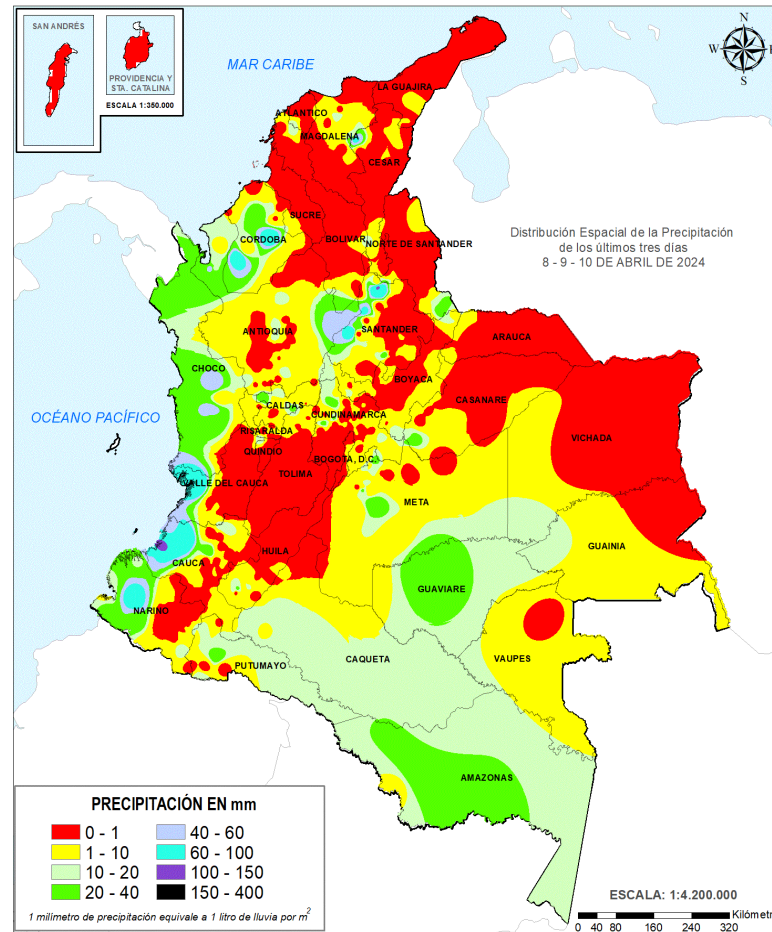 SAN ANDRÉS
PROVIDENCIA Y
STA. CATALINA
ESCALA 1:350.000
MAR CARIBE
N
W
S
LA GUAJIRA
ATLANTICO
MAGDALENA
CESAR
SUCRE
CORDOBA
BOLIVAR
NORTE DE SANTANDER
Distribución Espacial de la Precipitación
de los últimos tres días
8 - 9 - 10 DE ABRIL DE 2024
ANTIOQUIA
SANTANDER
ARAUCA
CHOCO
BOYACA
CASANARE
CALDAS
CUNDINAMARCA
OCÉANO PACÍFICO
RISARALDA
VICHADA
QUINDIO
BOGOTA, D.C.
TOLIMA
VALLE DEL CAUCA
META
GUAINIA
HUILA
CAUCA
GUAVIARE
NARIÑO
PUTUMAYO
CAQUETA
VAUPES
AMAZONAS
PRECIPITACIÓN EN mm
0 - 1
40 - 60
1 - 10
60 - 100
10 - 20
100 - 150
20 - 40
150 - 400
1 milímetro de precipitación equivale a 1 litro de lluvia por m2
ESCALA: 1:4.200.000
0 40 80 160 240 320